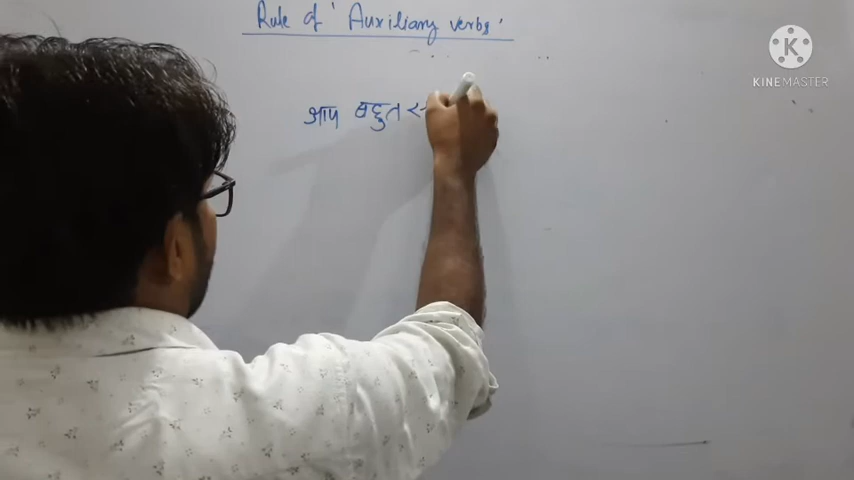 Rule of 'Auxiliary verbs'
आप बहुत
KINEMASTER